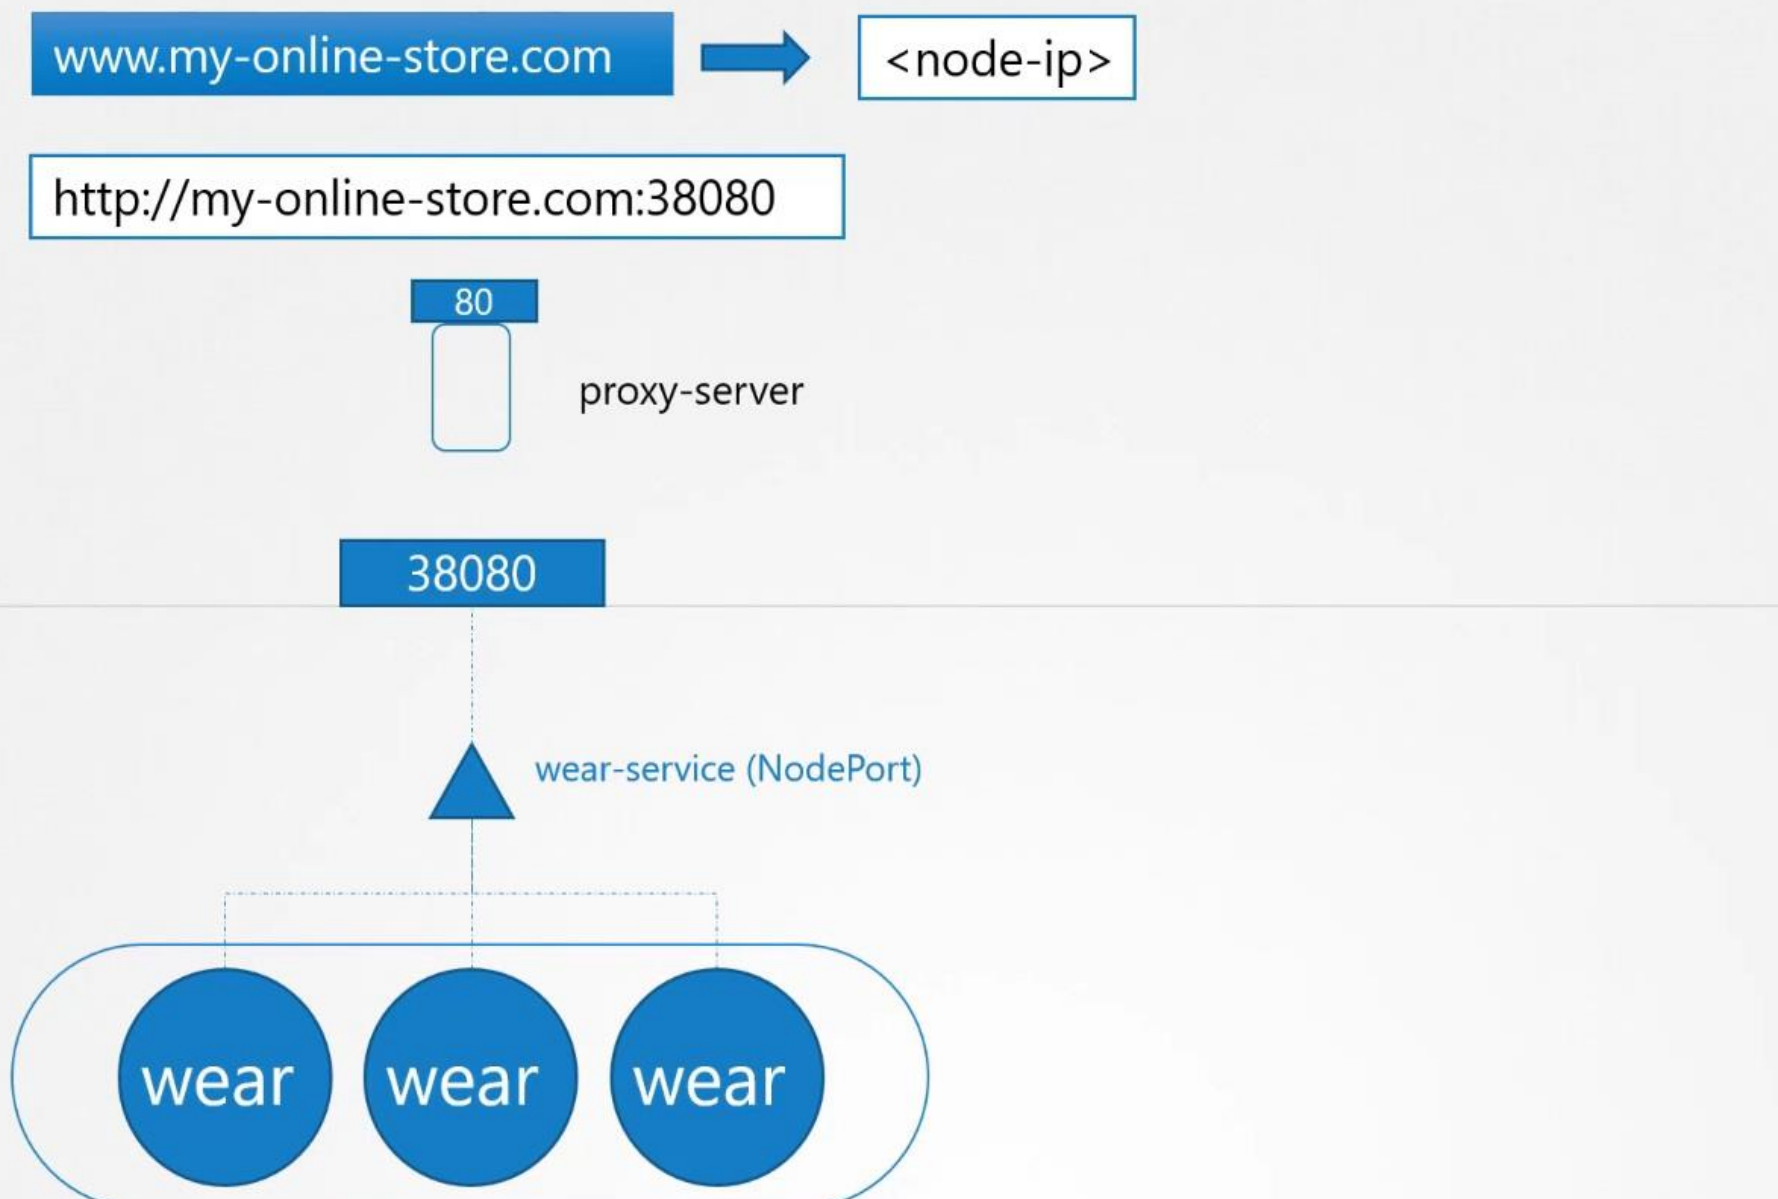 www.my-online-store.com
<node-ip>
http://my-online-store.com:38080
80
proxy-server
38080
wear-service (NodePort)
wear
wear
wear